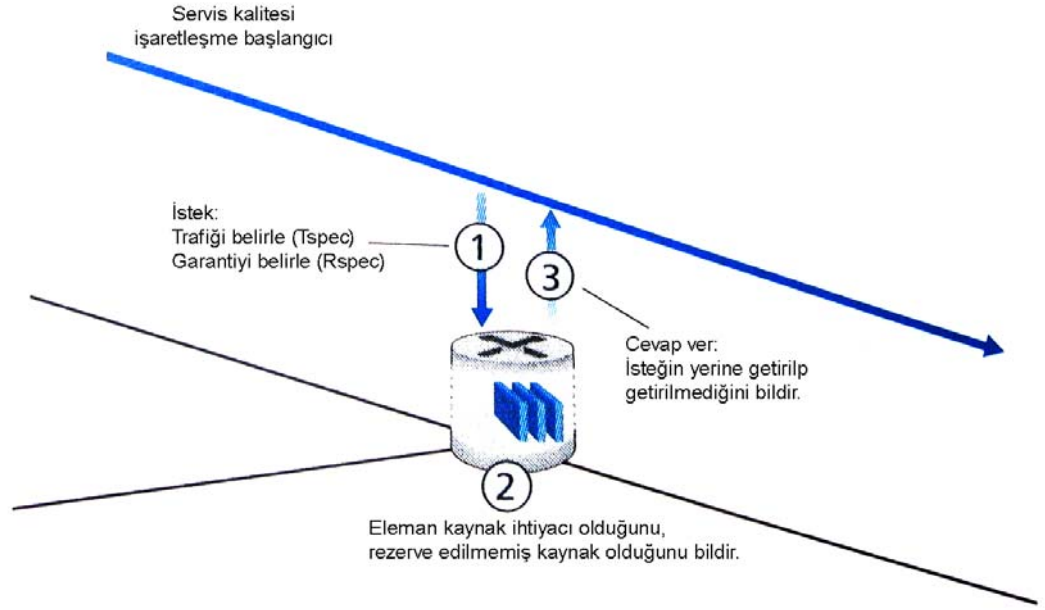 Servis kalitesi
işaretleşme başlangıcı
İstek:
Trafiği belirle (Tspec)
Garantiyi belirle (Rspec)
1
3
Cevap ver:
İsteğin yerine getirilp
getirilmediğini bildir.
2
Eleman kaynak ihtiyacı olduğunu,
rezerve edilmemiş kaynak olduğunu bildir.